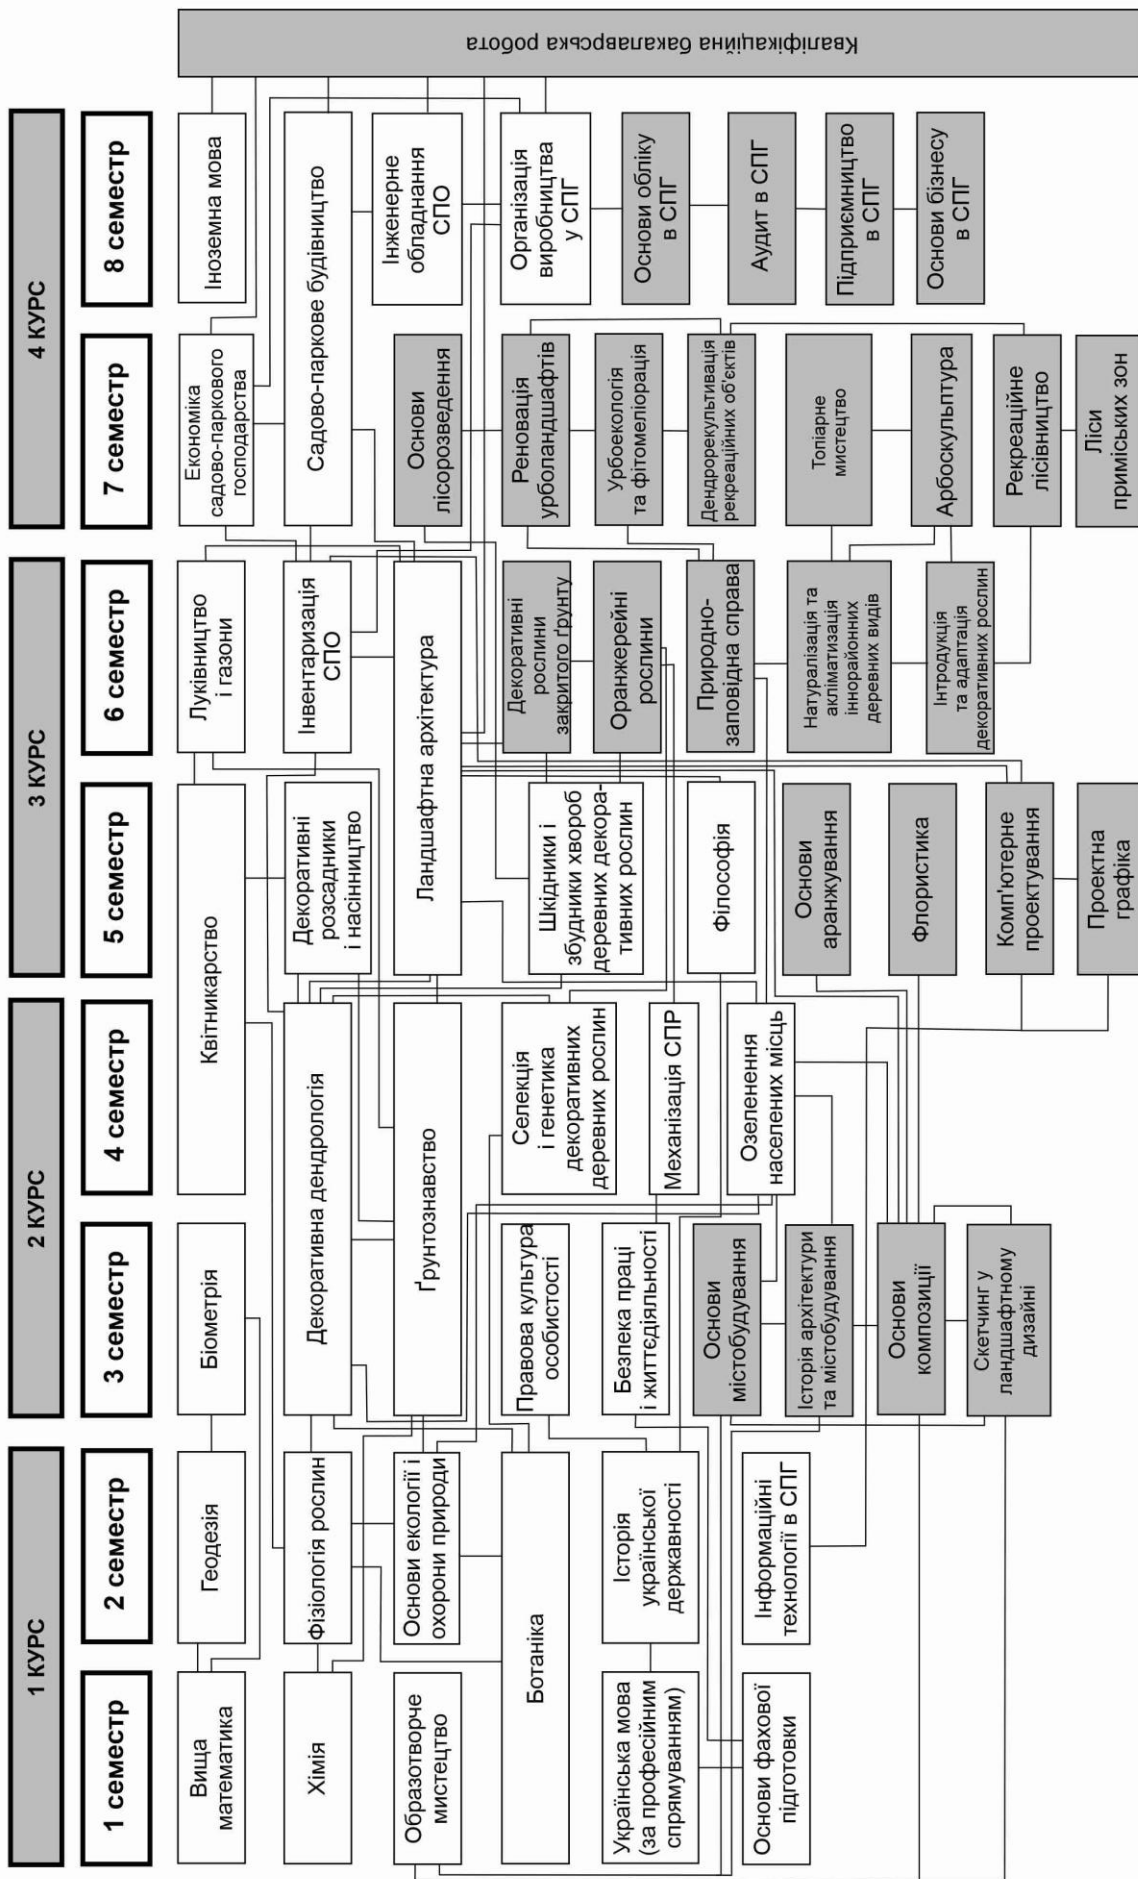 1 КУРС
2 КУРС
3 КУРС
4 КУРС
1 семестр
2 семестр
3 семестр
4 семестр
5 семестр
6 семестр
7 семестр
8 семестр
Вища
математика
Геодезія
Біометрія
Квітникарство
Луківництво
і газони
Економіка
садово-паркового
господарства
Іноземна мова
Хімія
Фізіологія рослин
Декоративна дендрологія
Декоративні
розсадники
і насінництво
Інвентаризація
СПО
Садово-паркове будівництво
Образотворче
мистецтво
Основи екології і
охорони природи
Ґрунтознавство
Ландшафтна архітектура
Основи
лісорозведення
Інженерне
обладнання
СПО
Ботаніка
Правова культура
особистості
Селекція
і генетика
декоративних
деревних рослин
Шкідники і
збудники хвороб
деревних декора-
тивних рослин
Декоративні
рослини
закритого ґрунту
Реновація
урболандшафтів
Організація
виробництва
у СПГ
Українська мова
(за професійним
спрямуванням)
Історія
української
державності
Безпека праці
і життєдіяльності
Механізація СПР
Оранжерейні
рослини
Урбоекологія
та фітомеліорація
Основи обліку
в СПГ
Основи фахової
підготовки
Інформаційні
технології в СПГ
Основи
містобудування
Озеленення
населених місць
Філософія
Природно-
заповідна справа
Дендрорекультивація
рекреаційних об’єктів
Аудит в СПГ
Історія архітектури
та містобудування
Основи
аранжування
Натуралізація та
акліматизація
іннорайонних
деревних видів
Топіарне
мистецтво
Підприємництво
в СПГ
Основи
композиції
Флористика
Інтродукція
та адаптація
декоративних рослин
Арбоскульптура
Основи бізнесу
в СПГ
Скетчинг у
ландшафтному
дизайні
Комп'ютерне
проектування
Рекреаційне
лісівництво
Проектна
графіка
Ліси
приміських зон
Кваліфікаційна бакалаврська робота